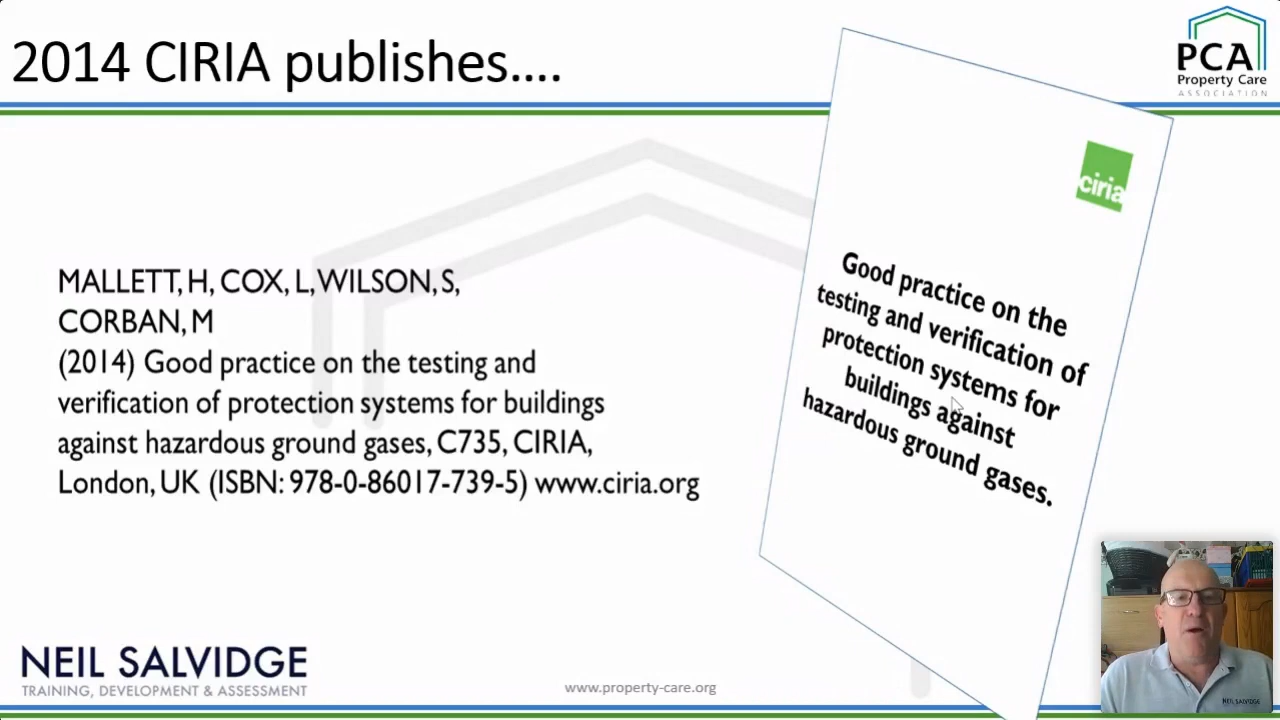 2014 CIRIA publishes....
PCA
Property Care
ASSOCIATION
ciria
Good practice on the
testing and verification of
protection systems for
buildings against
hazardous ground gases.
MALLETT, H, COX, L, WILSON, S,
CORBAN, M
(2014) Good practice on the testing and
verification of protection systems for buildings
against hazardous ground gases, C735, CIRIA,
London, UK (ISBN: 978-0-86017-739-5) www.ciria.org
NEIL SALVIDGE
TRAINING, DEVELOPMENT & ASSESSMENT
www.property-care.org
NEIL SALVIDGE